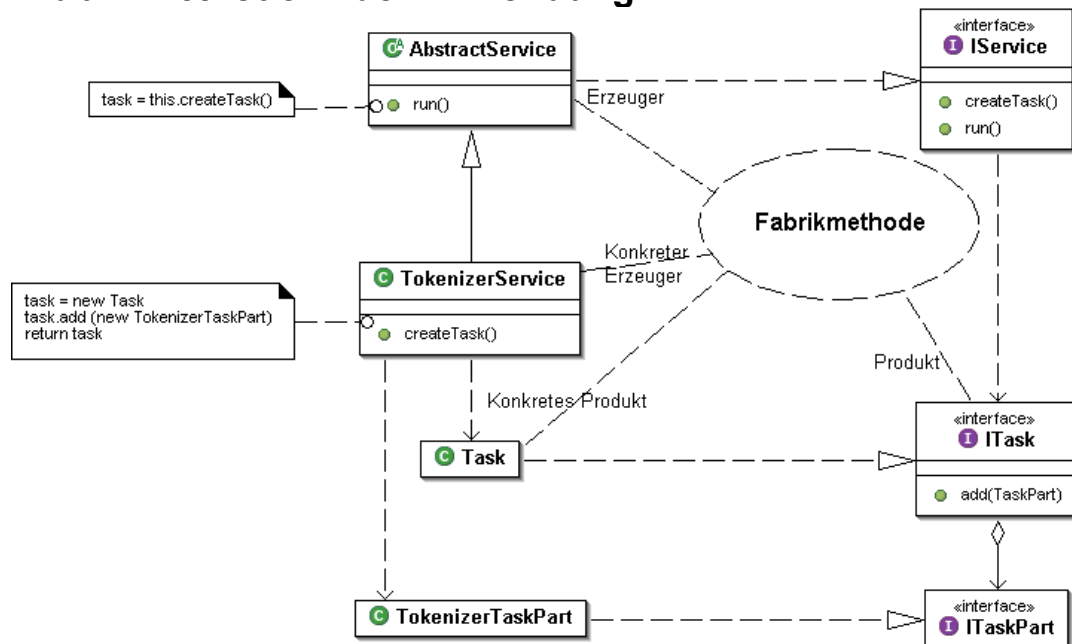 AbstractService
run()
task = this.createTask()
«interface»
IService
createTask()
run()
Erzeuger
Fabrikmethode
Konkreter
Erzeuger
TokenizerService
createTask()
task = new Task
task.add (new TokenizerTaskPart)
return task
Produkt
Konkretes Produkt
Task
«interface»
ITask
add(TaskPart)
TokenizerTaskPart
«interface»
ITaskPart